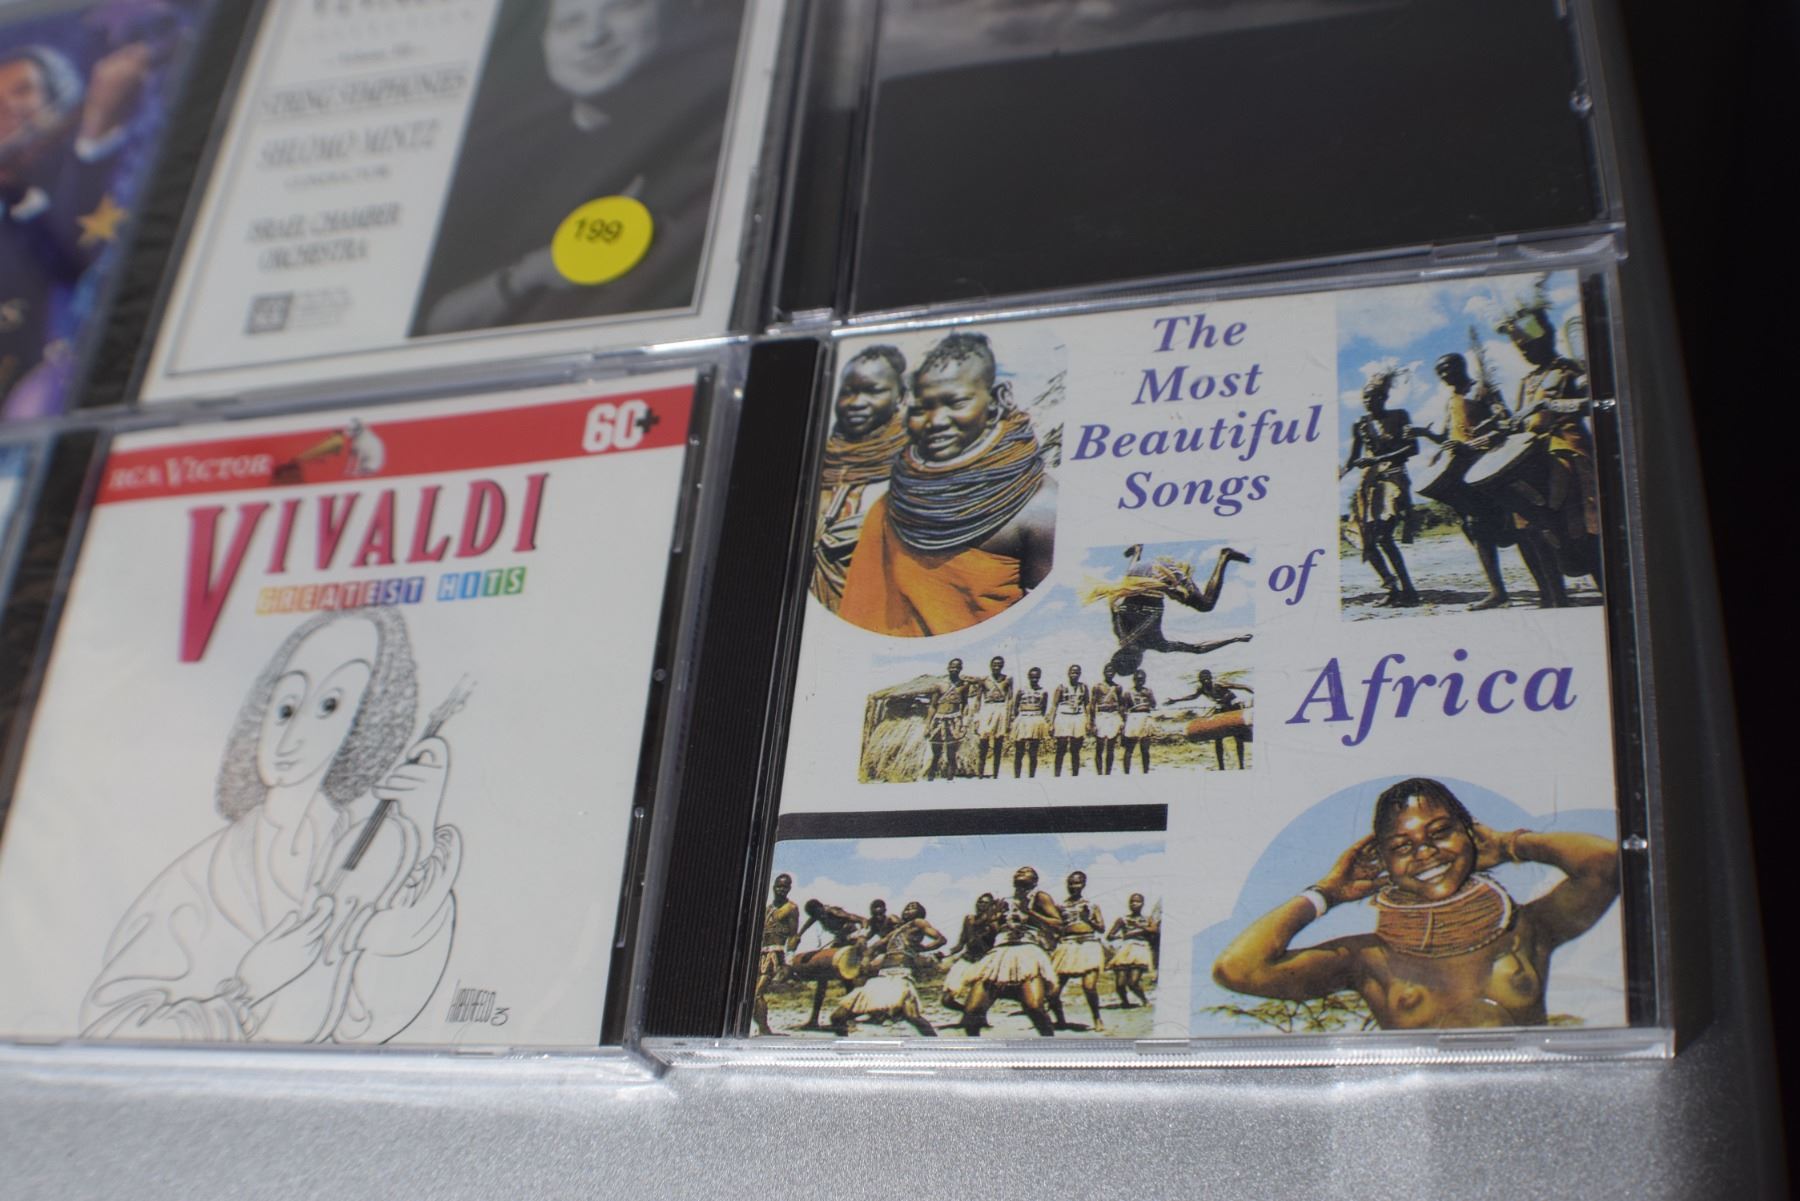 STRING SYMPHONIES
SHLOMO MINTZ
CONDUCTOR
ISRAEL CHAMBER
ORCHESTRA
199
RCA VICTOR
60+
VIVALDI
GREATEST HITS
The
Most
Beautiful
Songs
of
Africa